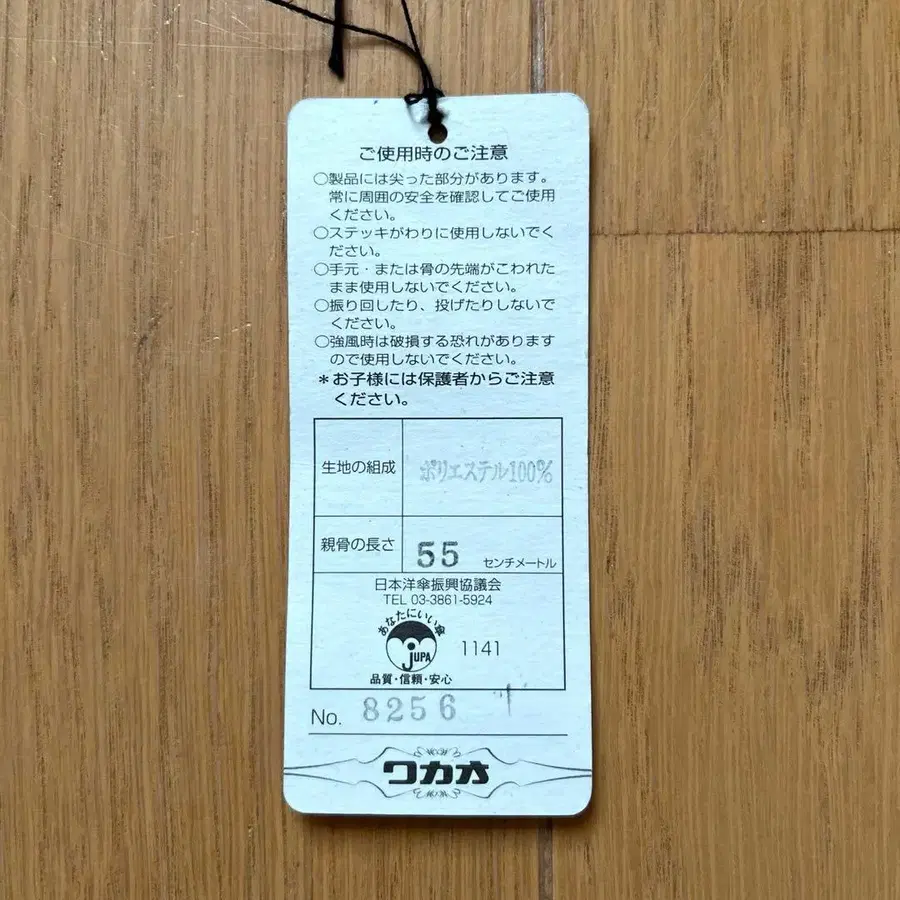 ご使用時のご注意
○製品には尖った部分があります。
常に周囲の安全を確認してご使用
ください。
○ステッキがわりに使用しないでく
ださい。
○手元・または骨の先端がこわれた
まま使用しないでください。
○振り回したり、投げたりしないで
ください。
○強風時は破損する恐れがあります
ので使用しないでください。
＊お子様には保護者からご注意
ください。
生地の組成 ポリエステル100%
親骨の長さ 55 センチメートル
日本洋傘振興協議会
TEL 03-3861-5924
あなたにいい傘
JUPA 1141
品質・信頼・安心
No. 8256
ワカオ